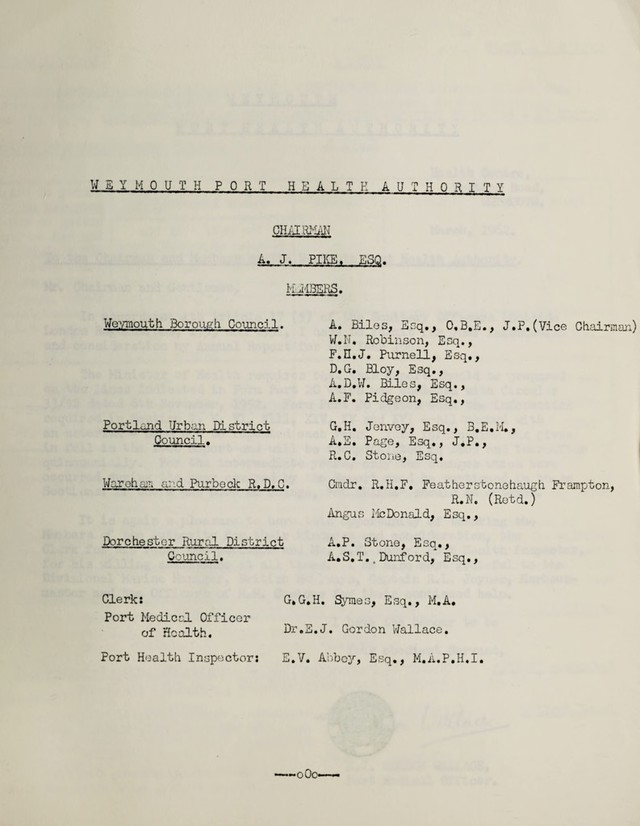 WEYMOUTH PORT HEALTH AUTHORITY
CHAIRMAN
A. J. PIKE, ESQ.
MEMBERS.
Weymouth Borough Council. A. Biles, Esq., O.B.E., J.P.(Vice Chairman)
W.N. Robinson, Esq.,
F.H.J. Purnell, Esq.,
D.G. Bloy, Esq.,
A.D.W. Biles, Esq.,
A.F. Pidgeon, Esq.,
Portland Urban District G.H. Jenvey, Esq., B.E.M.,
Council. A.E. Page, Esq., J.P.,
R.C. Stone, Esq.
Wareham and Purbeck R.D.C. Cmdr. R.H.F. Featherstonehaugh Frampton,
R.N. (Retd.)
Angus McDonald, Esq.,
Dorchester Rural District A.P. Stone, Esq.,
Council. A.S.T. Dunford, Esq.,
Clerk: G.G.H. Symes, Esq., M.A.
Port Medical Officer
of Health. Dr.E.J. Gordon Wallace.
Port Health Inspector: E.V. Abboy, Esq., M.A.P.H.I.
----oOo----